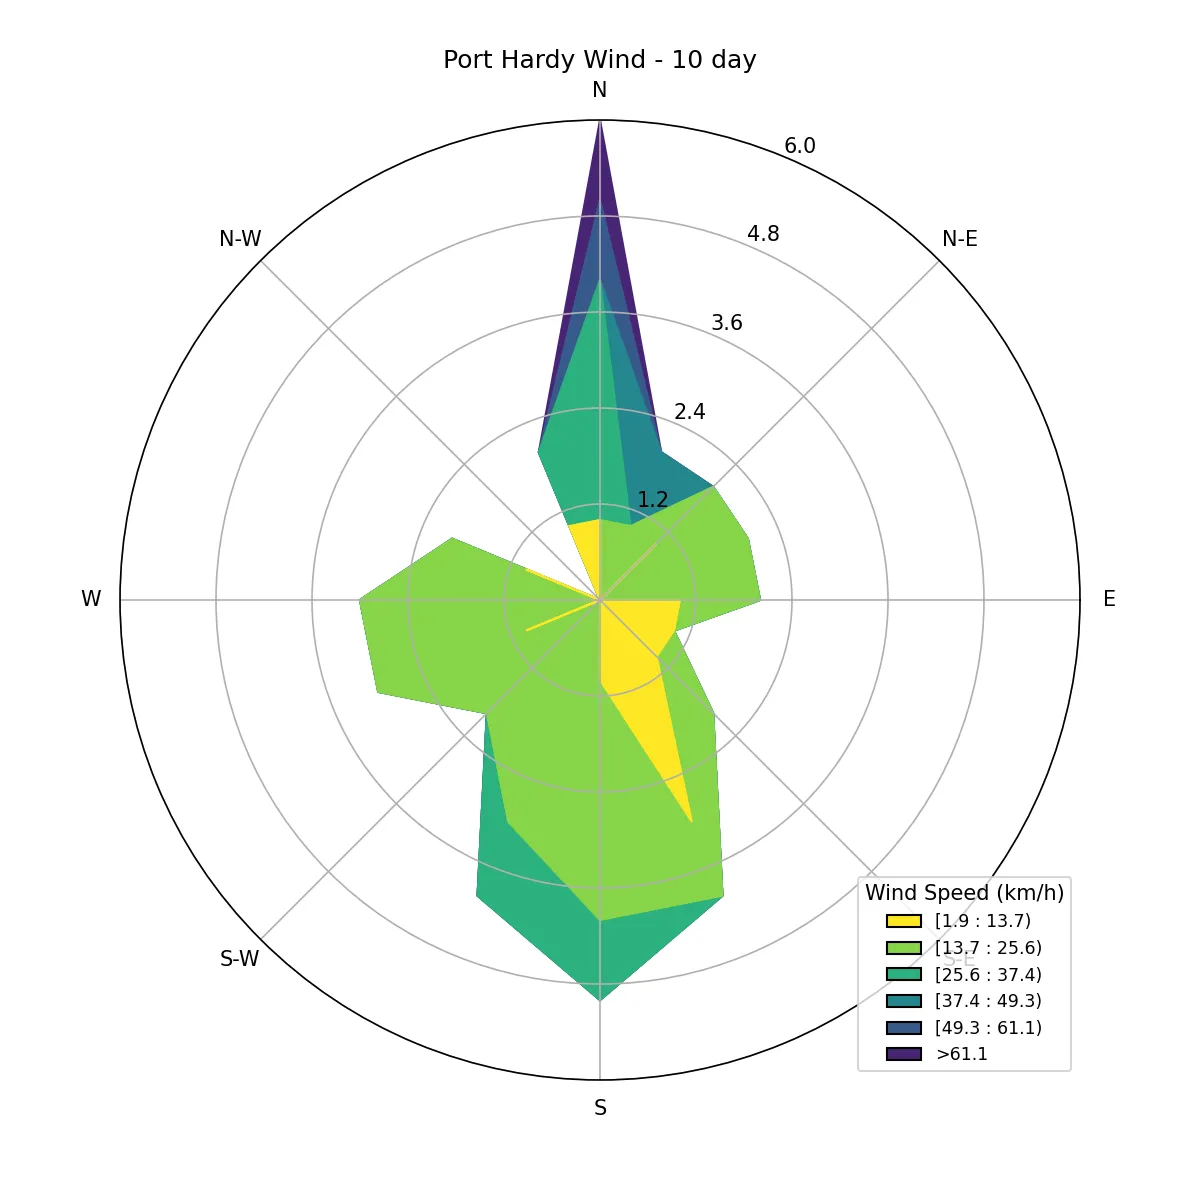 Port Hardy Wind - 10 day
N
6.0
N-W
4.8
N-E
3.6
2.4
1.2
W
E
Wind Speed (km/h)
[1.9 : 13.7)
[13.7 : 25.6)
S-W
S-E
[25.6 : 37.4)
[37.4 : 49.3)
[49.3 : 61.1)
>61.1
S